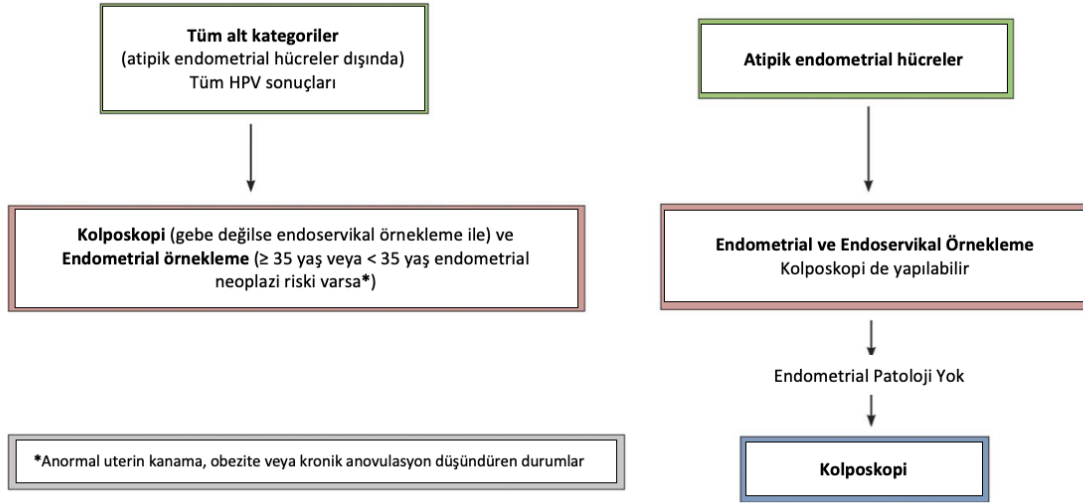 Tüm alt kategoriler
(atipik endometrial hücreler dışında)
Tüm HPV sonuçları
Kolposkopi (gebe değilse endoservikal örnekleme ile) ve
Endometrial örnekleme (≥ 35 yaş veya < 35 yaş endometrial
neoplazi riski varsa*)
*Anormal uterin kanama, obezite veya kronik anovulasyon düşündüren durumlar
Atipik endometrial hücreler
Endometrial ve Endoservikal Örnekleme
Kolposkopi de yapılabilir
Endometrial Patoloji Yok
Kolposkopi